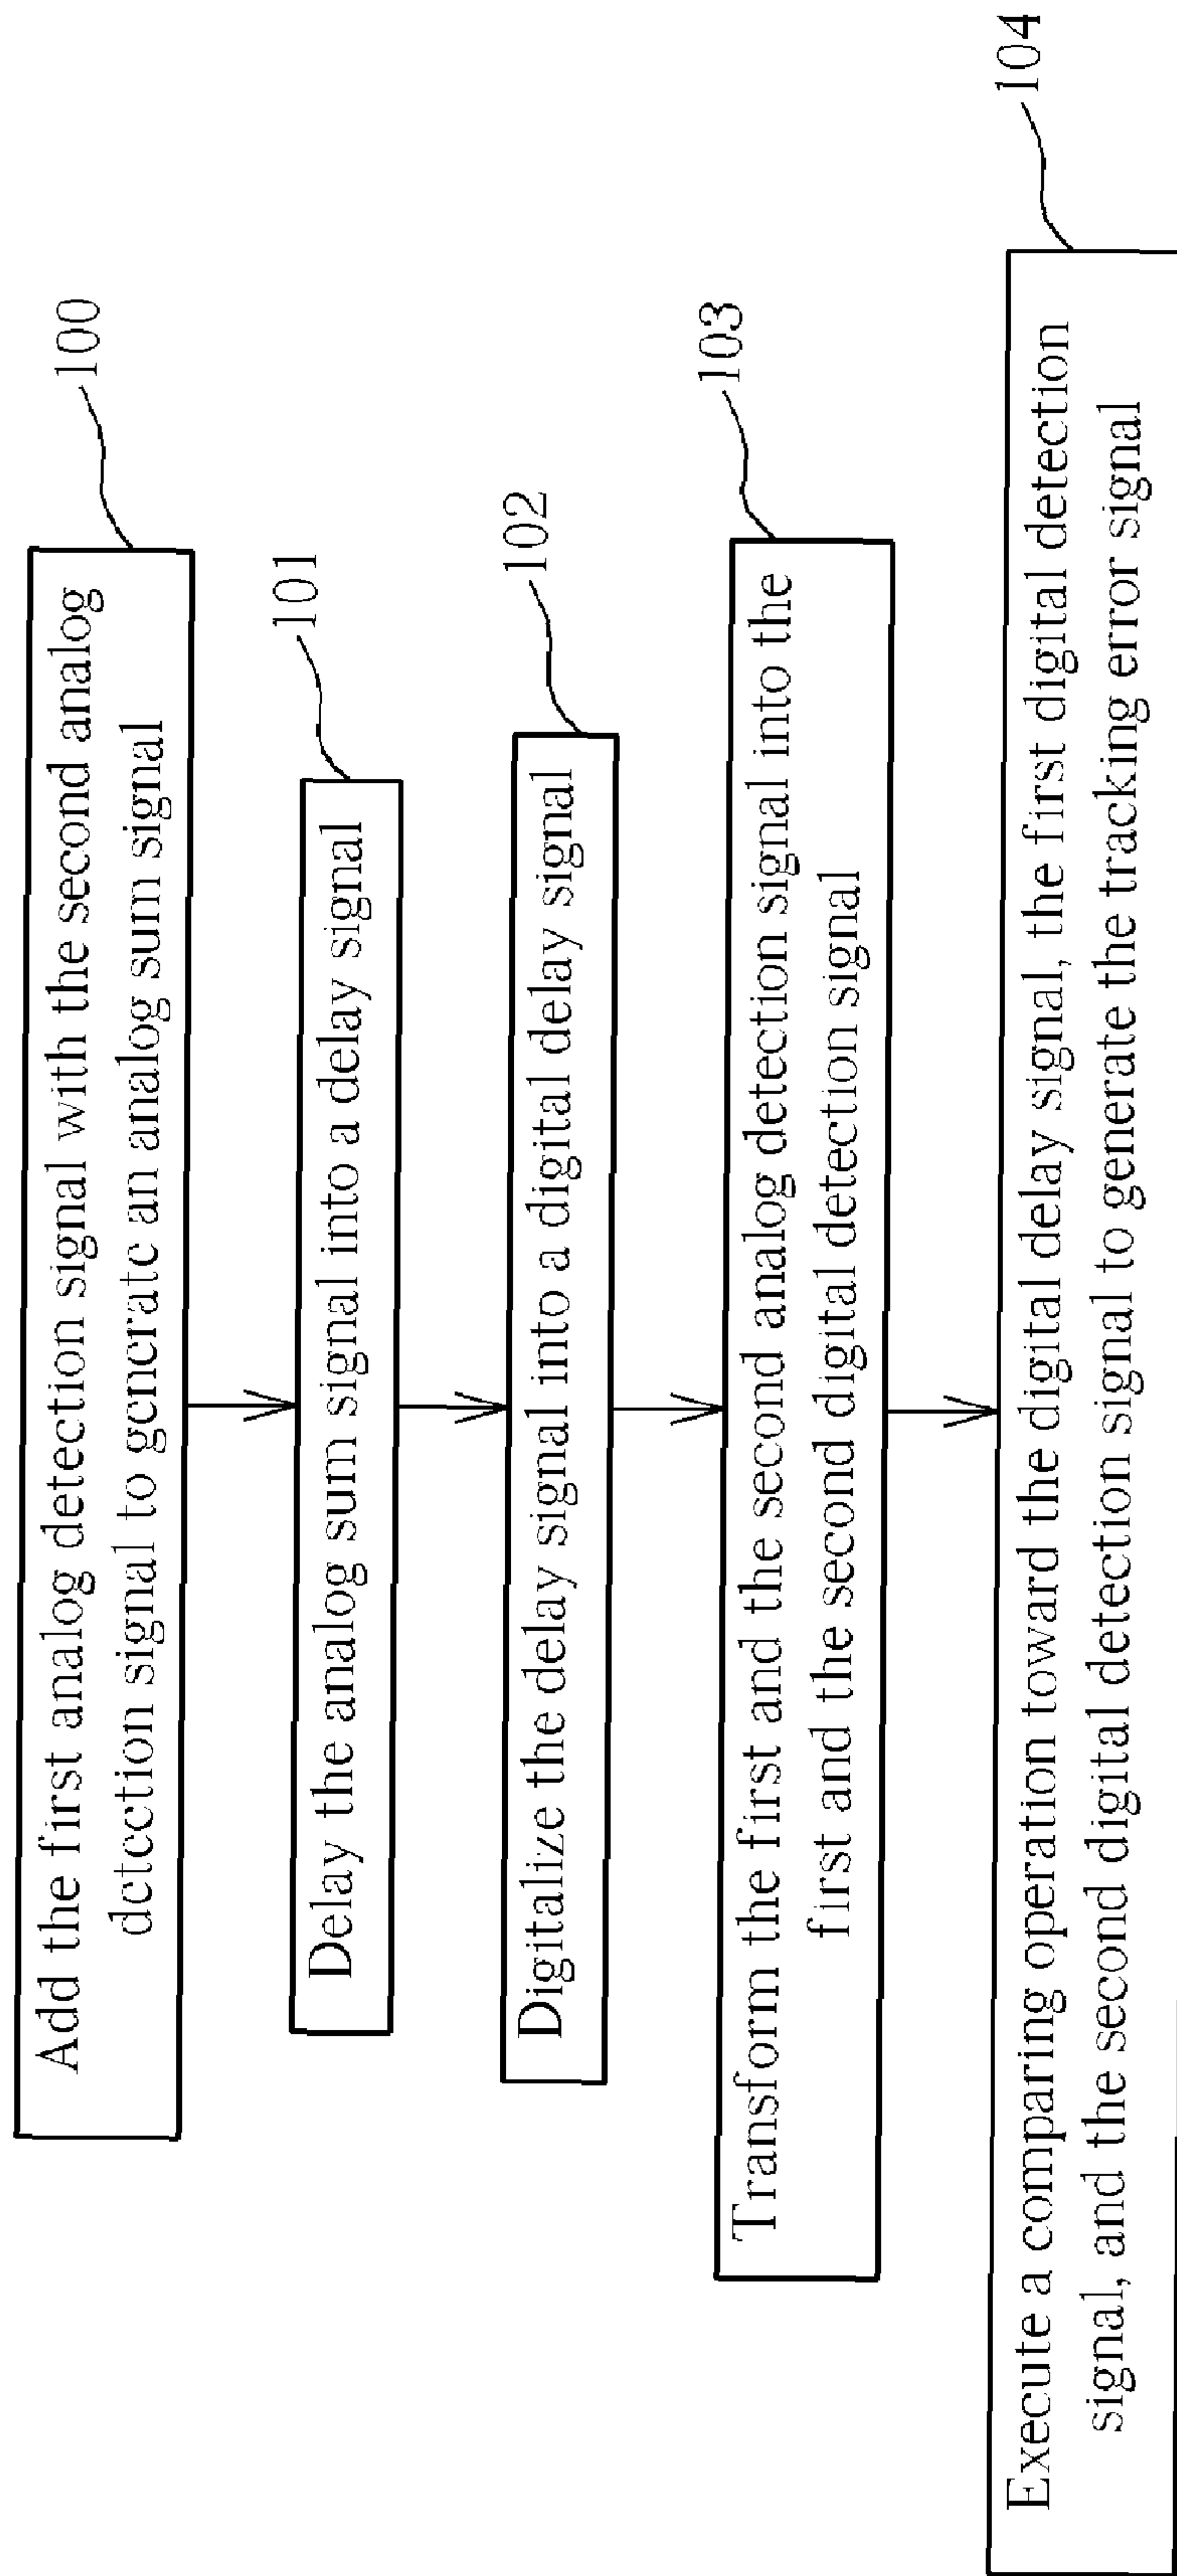 100
Add the first analog detection signal with the second analog
detection signal to generate an analog sum signal
101
Delay the analog sum signal into a delay signal
102
Digitalize the delay signal into a digital delay signal
103
Transform the first and the second analog detection signal into the
first and the second digital detection signal
104
Execute a comparing operation toward the digital delay signal, the first digital detection
signal, and the second digital detection signal to generate the tracking error signal